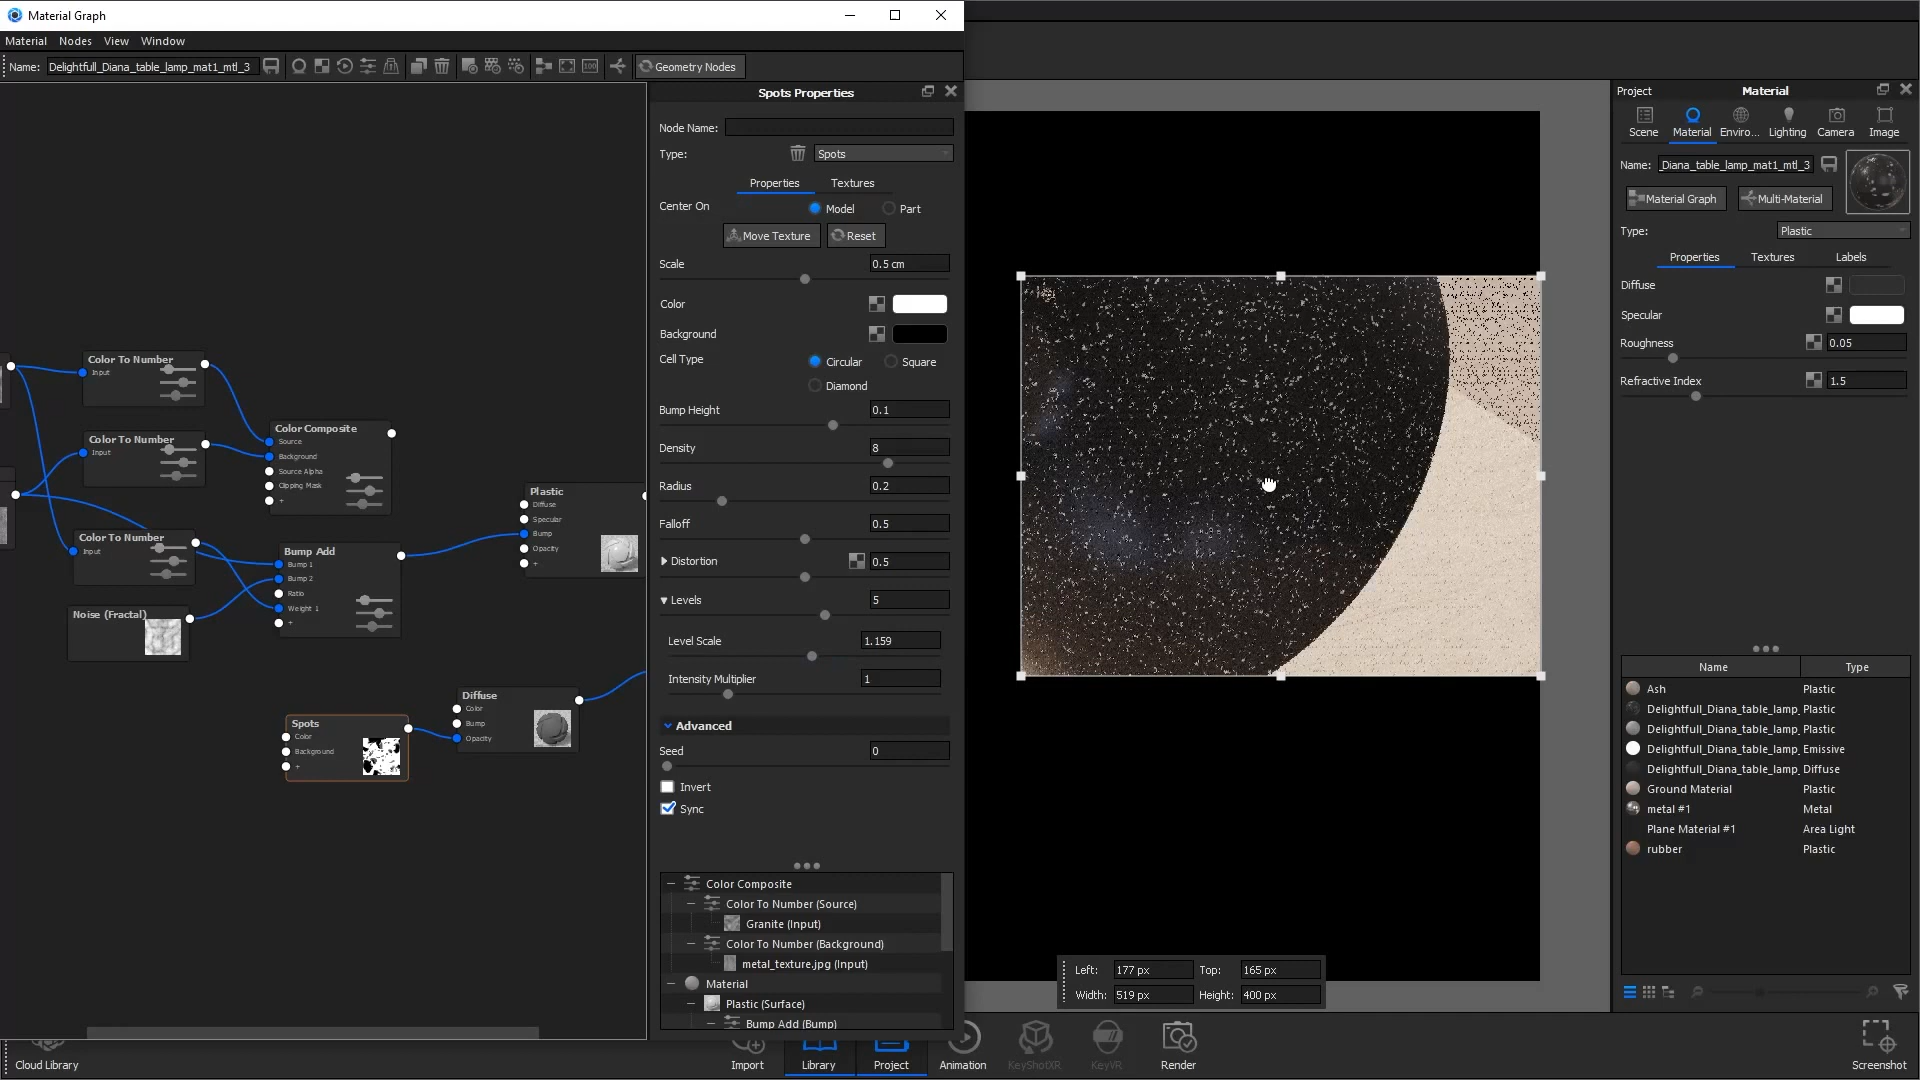 Material Graph
Material Nodes View Window
Name: Delightfull_Diana_table_lamp_mat1_mtl_3 Geometry Nodes
Spots Properties
Node Name:
Type: Spots
Properties Textures
Center On Model Part
Move Texture Reset
Scale 0.5 cm
Color
Background
Cell Type Circular Square
Diamond
Bump Height 0.1
Density 8
Radius 0.2
Falloff 0.5
Distortion 0.5
Levels 5
Level Scale 1.159
Intensity Multiplier 1
Advanced
Seed 0
Invert
Sync
Color Composite
Color To Number (Source)
Granite (Input)
Color To Number (Background)
metal_texture.jpg (Input)
Material
Plastic (Surface)
Bump Add (Bump)
Color To Number
Input
Color To Number
Input
Color Composite
Source
Background
Source Alpha
Clipping Mask
+
Color To Number
Input
Noise (Fractal)
Bump Add
Bump 1
Bump 2
Ratio
Weight 1
+
Plastic
Diffuse
Specular
Bump
Opacity
+
Diffuse
Color
Bump
Opacity
Spots
Color
Background
+
Left: 177 px Top: 165 px
Width: 519 px Height: 400 px
Project Material
Scene Material Enviro... Lighting Camera Image
Name: _Diana_table_lamp_mat1_mtl_3
Material Graph Multi-Material
Type: Plastic
Properties Textures Labels
Diffuse
Specular
Roughness 0.05
Refractive Index 1.5
Name Type
Ash Plastic
Delightfull_Diana_table_lamp_ Plastic
Delightfull_Diana_table_lamp_ Plastic
Delightfull_Diana_table_lamp_ Emissive
Delightfull_Diana_table_lamp_ Diffuse
Ground Material Plastic
metal #1 Metal
Plane Material #1 Area Light
rubber Plastic
Cloud Library Import Library Project Animation KeyShotXR KeyVR Render Screenshot